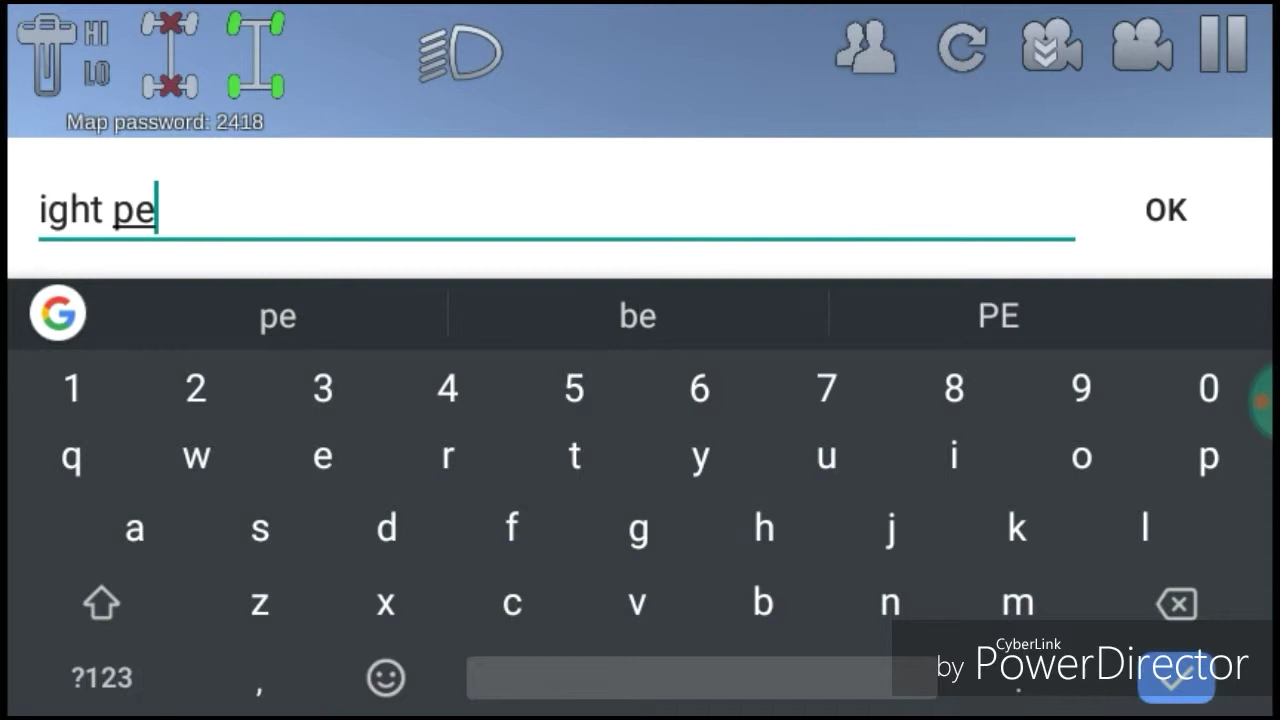 HI
LO
Map password: 2418
ight pe
OK
G pe be PE
1 2 3 4 5 6 7 8 9 0
q w e r t y u i o p
a s d f g h j k l
z x c v b n m
?123 , .
CyberLink
by PowerDirector